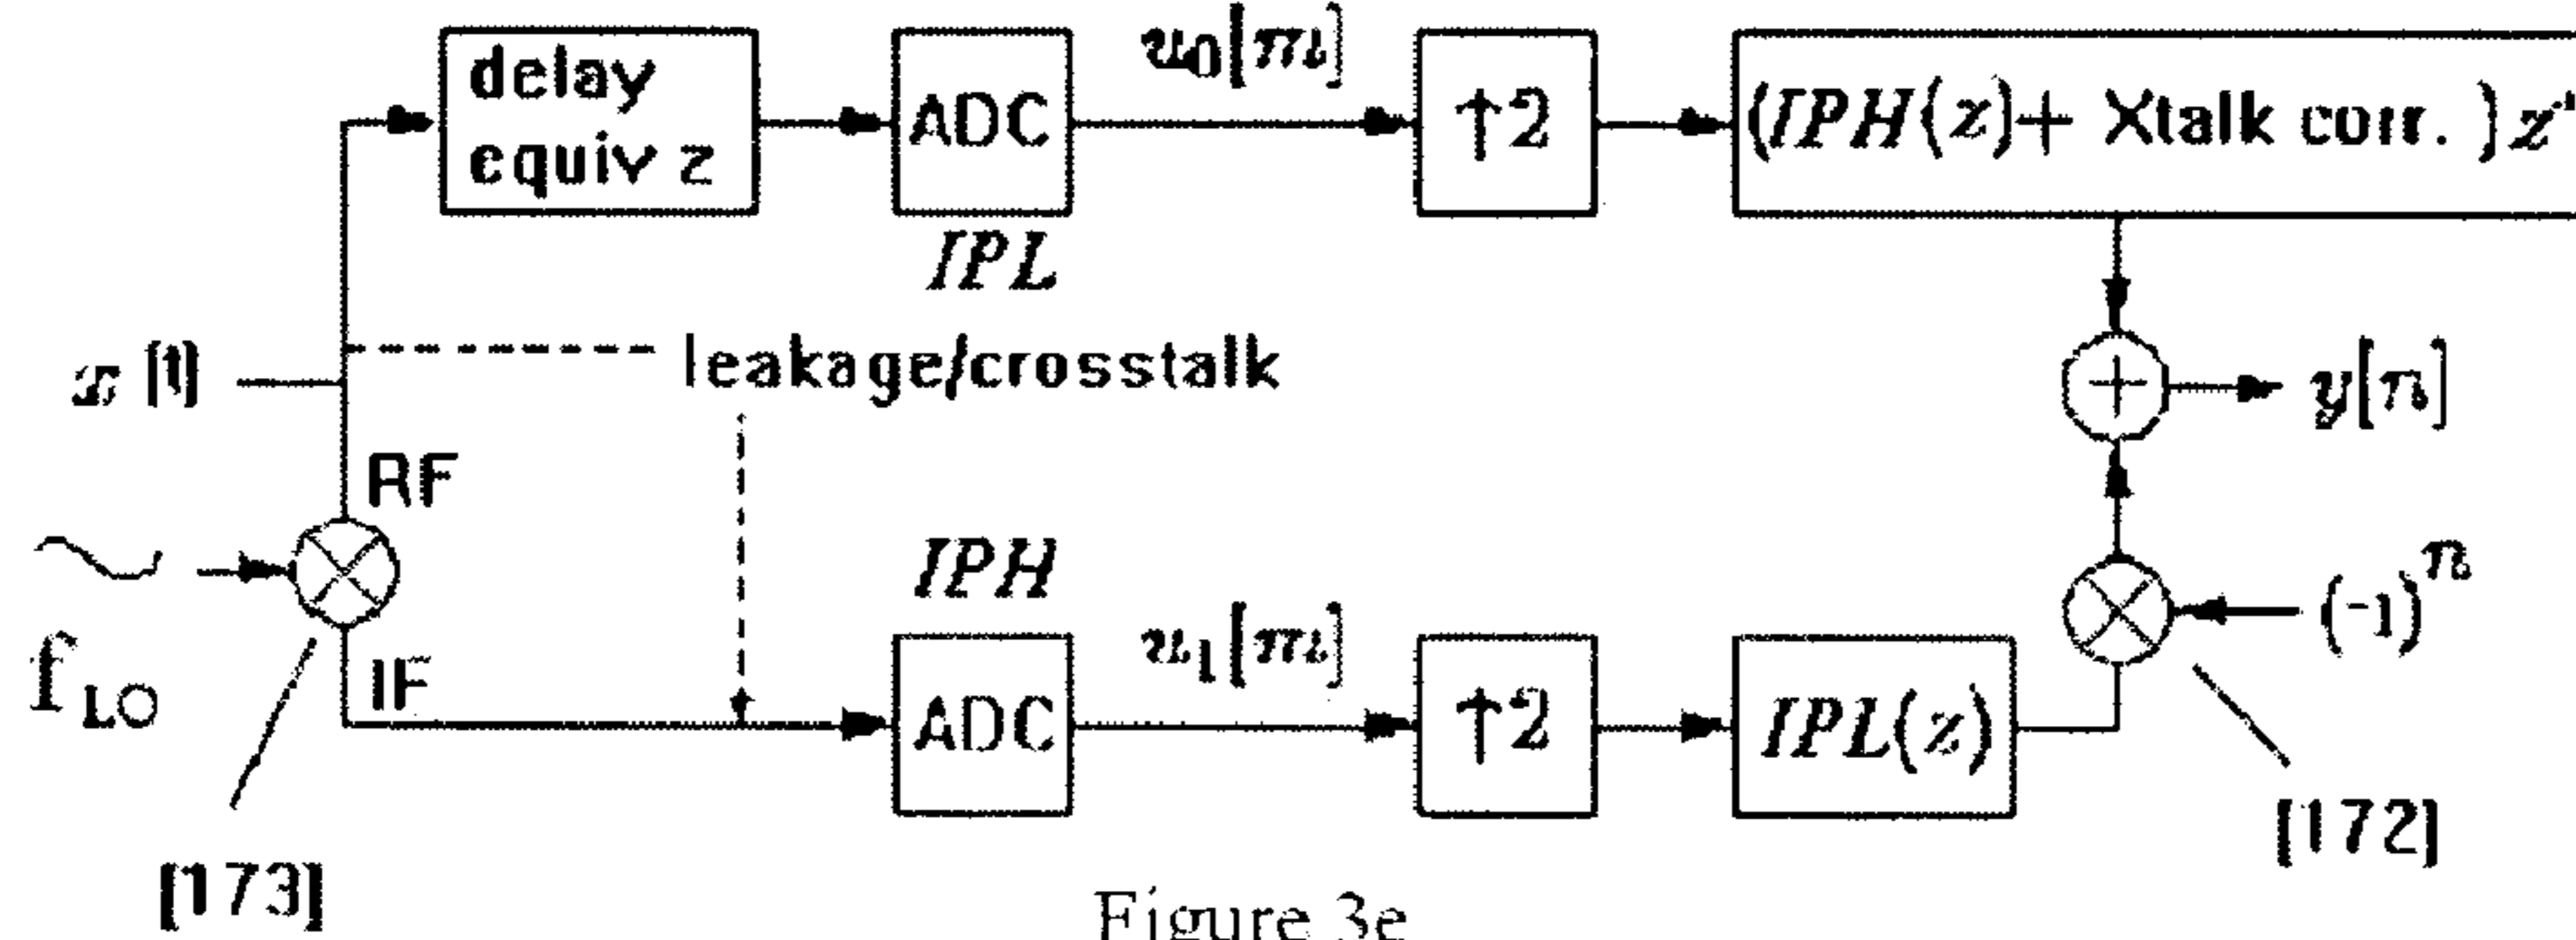 delay
equiv z
ADC
u0[m]
↑2
(IPH(z)+ Xtalk corr. )z
IPL
x [t]
leakage/crosstalk
y[n]
RF
IPH
(-1)^n
f LO
IF
ADC
u1[m]
↑2
IPL(z)
[172]
[173]
Figure 3e